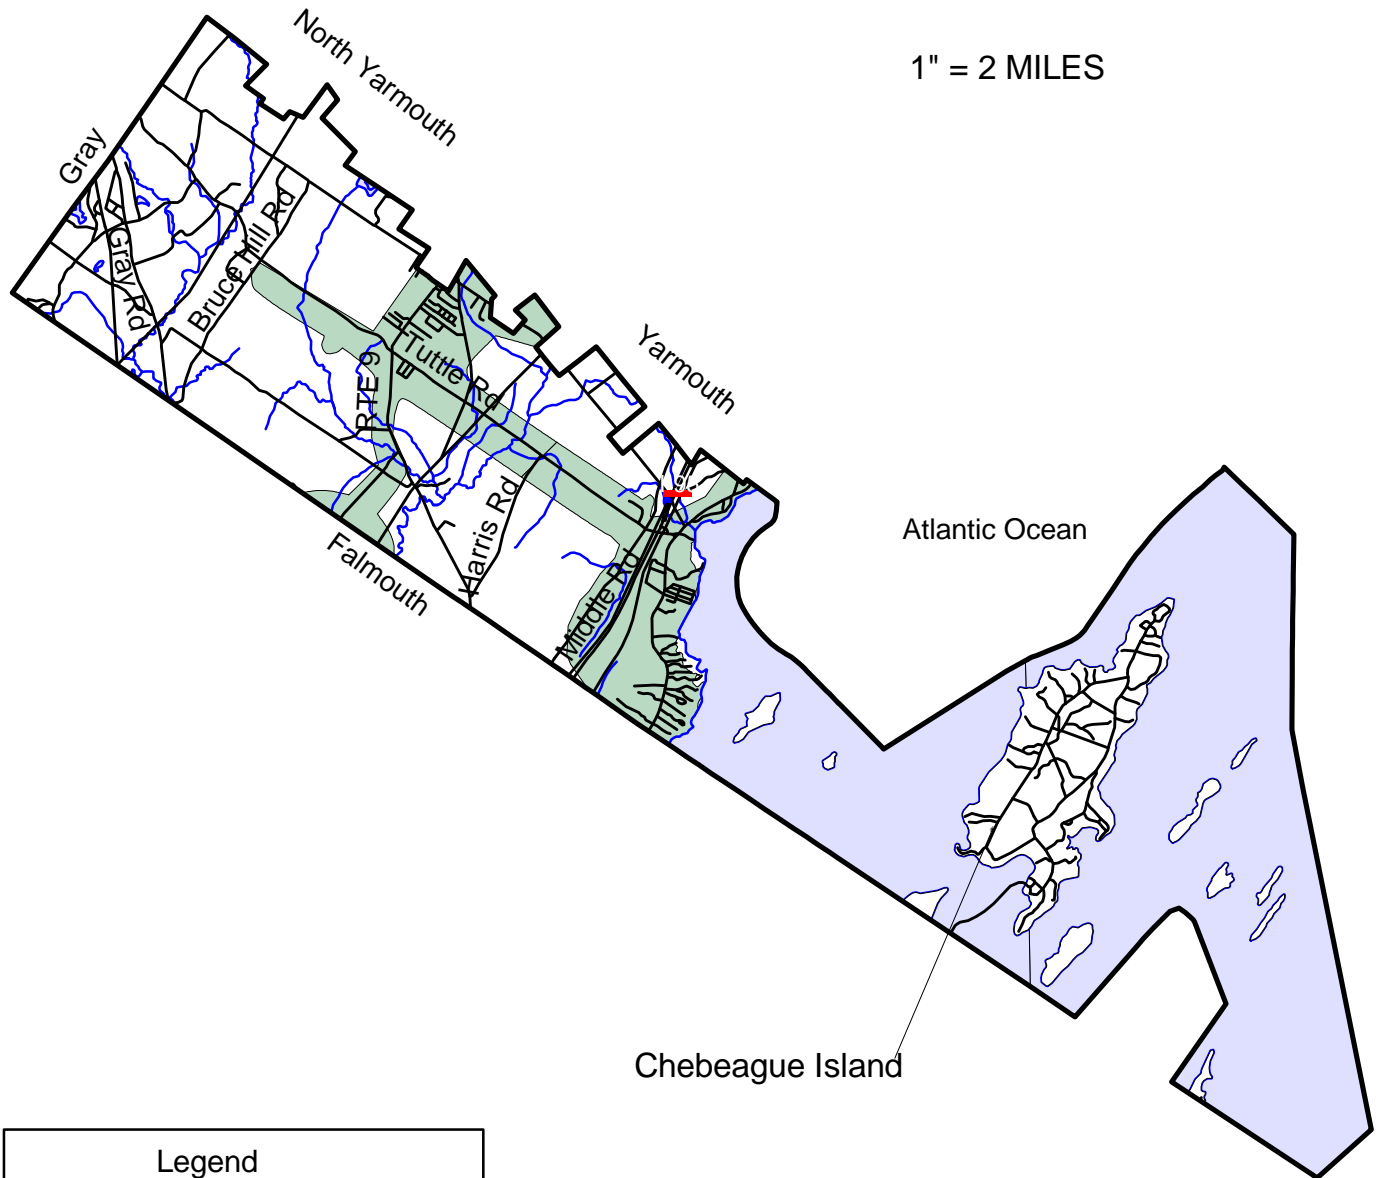 North Yarmouth
1" = 2 MILES
Gray
Gray Rd
Bruce Hill Rd
Yarmouth
RTE 9
Tuttle Rd
Atlantic Ocean
Harris Rd
Falmouth
Middle Rd
Chebeague Island
Legend